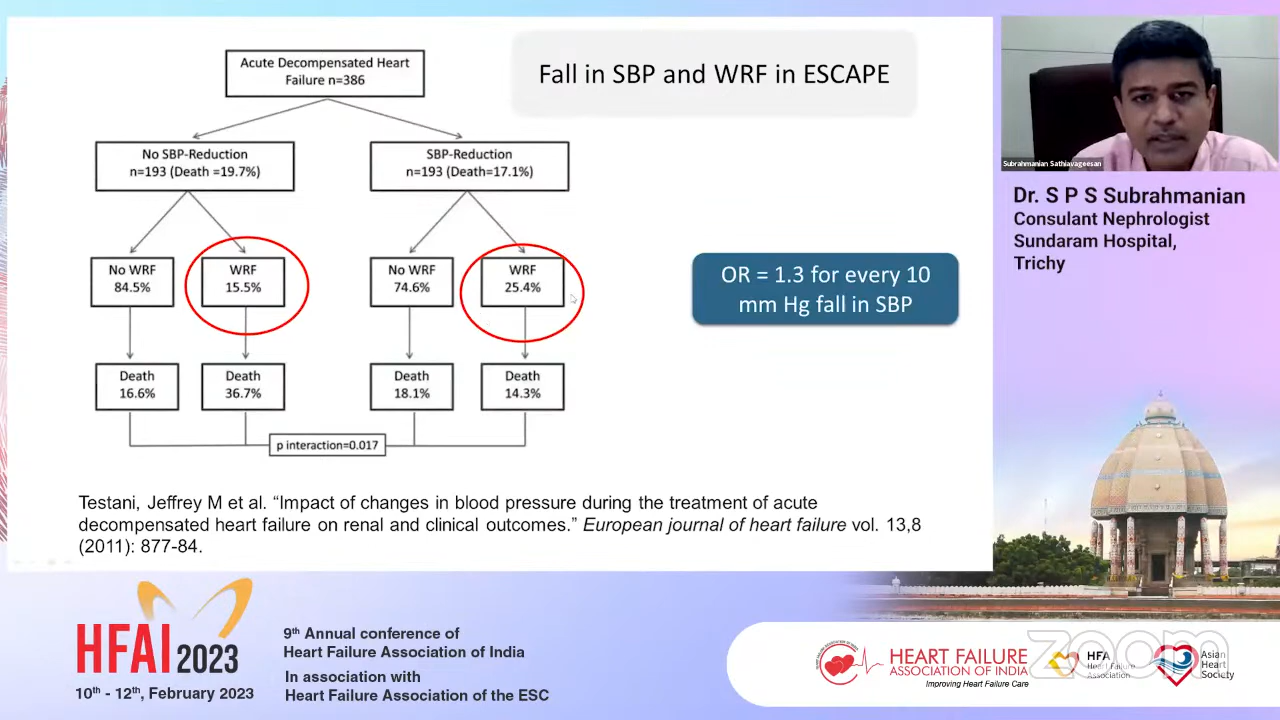 Fall in SBP and WRF in ESCAPE
Acute Decompensated Heart
Failure n=386
No SBP-Reduction
n=193 (Death =19.7%)
SBP-Reduction
n=193 (Death=17.1%)
No WRF
84.5%
WRF
15.5%
No WRF
74.6%
WRF
25.4%
Death
16.6%
Death
36.7%
Death
18.1%
Death
14.3%
p interaction=0.017
OR = 1.3 for every 10
mm Hg fall in SBP
Testani, Jeffrey M et al. “Impact of changes in blood pressure during the treatment of acute
decompensated heart failure on renal and clinical outcomes.” European journal of heart failure vol. 13,8
(2011): 877-84.
Subrahmanian Sathiavageesan
Dr. S P S Subrahmanian
Consulant Nephrologist
Sundaram Hospital,
Trichy
HFAI 2023
10th - 12th, February 2023
9th Annual conference of
Heart Failure Association of India
In association with
Heart Failure Association of the ESC
HEART FAILURE
ASSOCIATION OF INDIA
Improving Heart Failure Care
HFA
Heart Failure
Association
Asian
Heart
Society
zoom